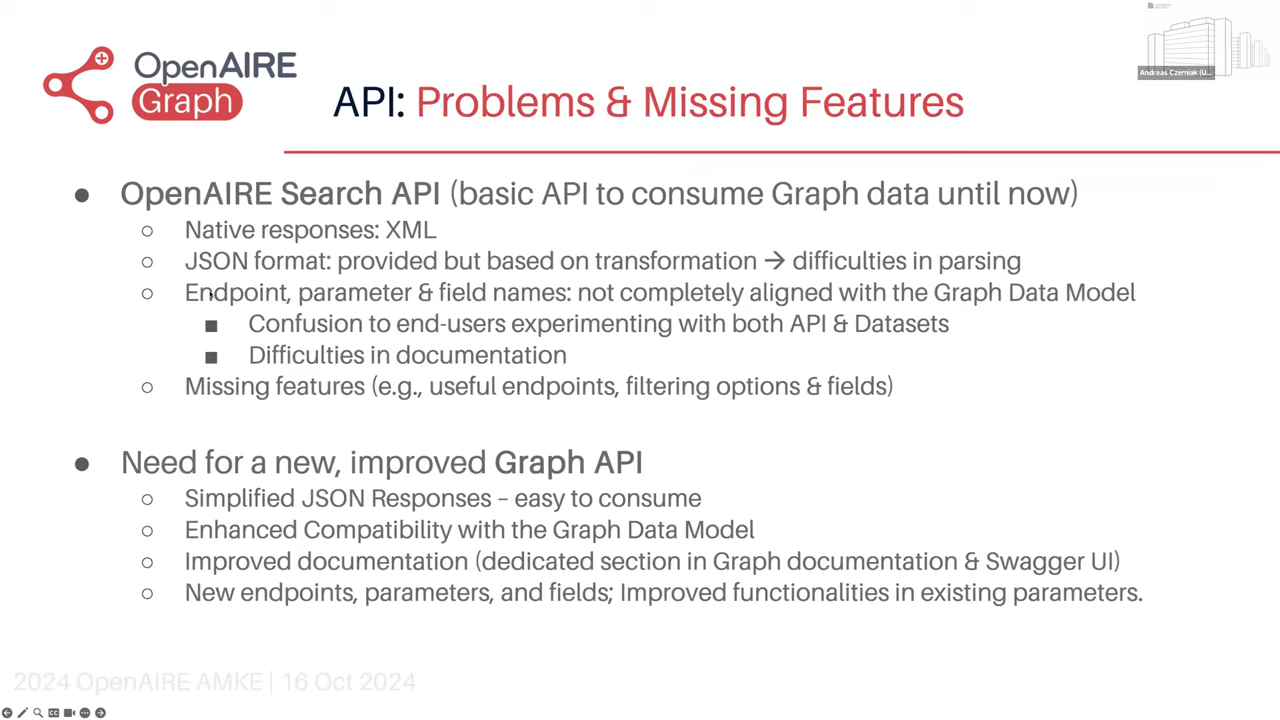 OpenAIRE
Graph
API: Problems & Missing Features
Andreas Czerniak (U...
● OpenAIRE Search API (basic API to consume Graph data until now)
○ Native responses: XML
○ JSON format: provided but based on transformation → difficulties in parsing
○ Endpoint, parameter & field names: not completely aligned with the Graph Data Model
■ Confusion to end-users experimenting with both API & Datasets
■ Difficulties in documentation
○ Missing features (e.g., useful endpoints, filtering options & fields)
● Need for a new, improved Graph API
○ Simplified JSON Responses – easy to consume
○ Enhanced Compatibility with the Graph Data Model
○ Improved documentation (dedicated section in Graph documentation & Swagger UI)
○ New endpoints, parameters, and fields; Improved functionalities in existing parameters.
2024 OpenAIRE AMKE | 16 Oct 2024